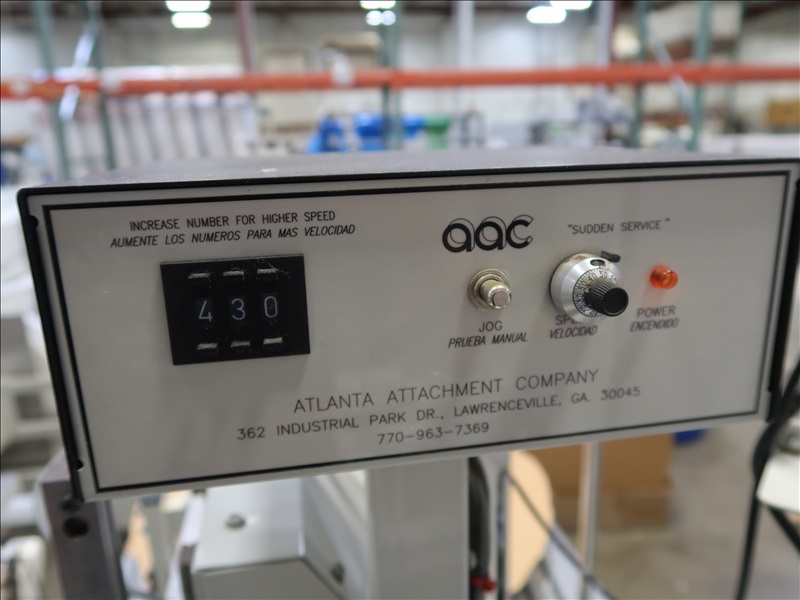 INCREASE NUMBER FOR HIGHER SPEED
AUMENTE LOS NUMEROS PARA MAS VELOCIDAD
430
aac
"SUDDEN SERVICE"
JOG
PRUEBA MANUAL
VELOCIDAD
POWER
ENCENDIDO
ATLANTA ATTACHMENT COMPANY
362 INDUSTRIAL PARK DR., LAWRENCEVILLE, GA. 30045
770-963-7369